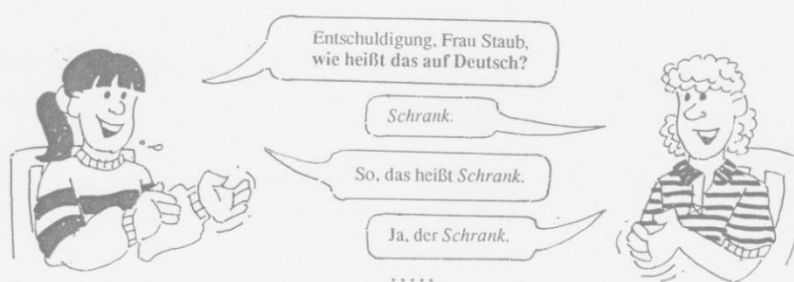 Entschuldigung, Frau Staub,
wie heißt das auf Deutsch?
Schrank.
So, das heißt Schrank.
Ja, der Schrank.
.....